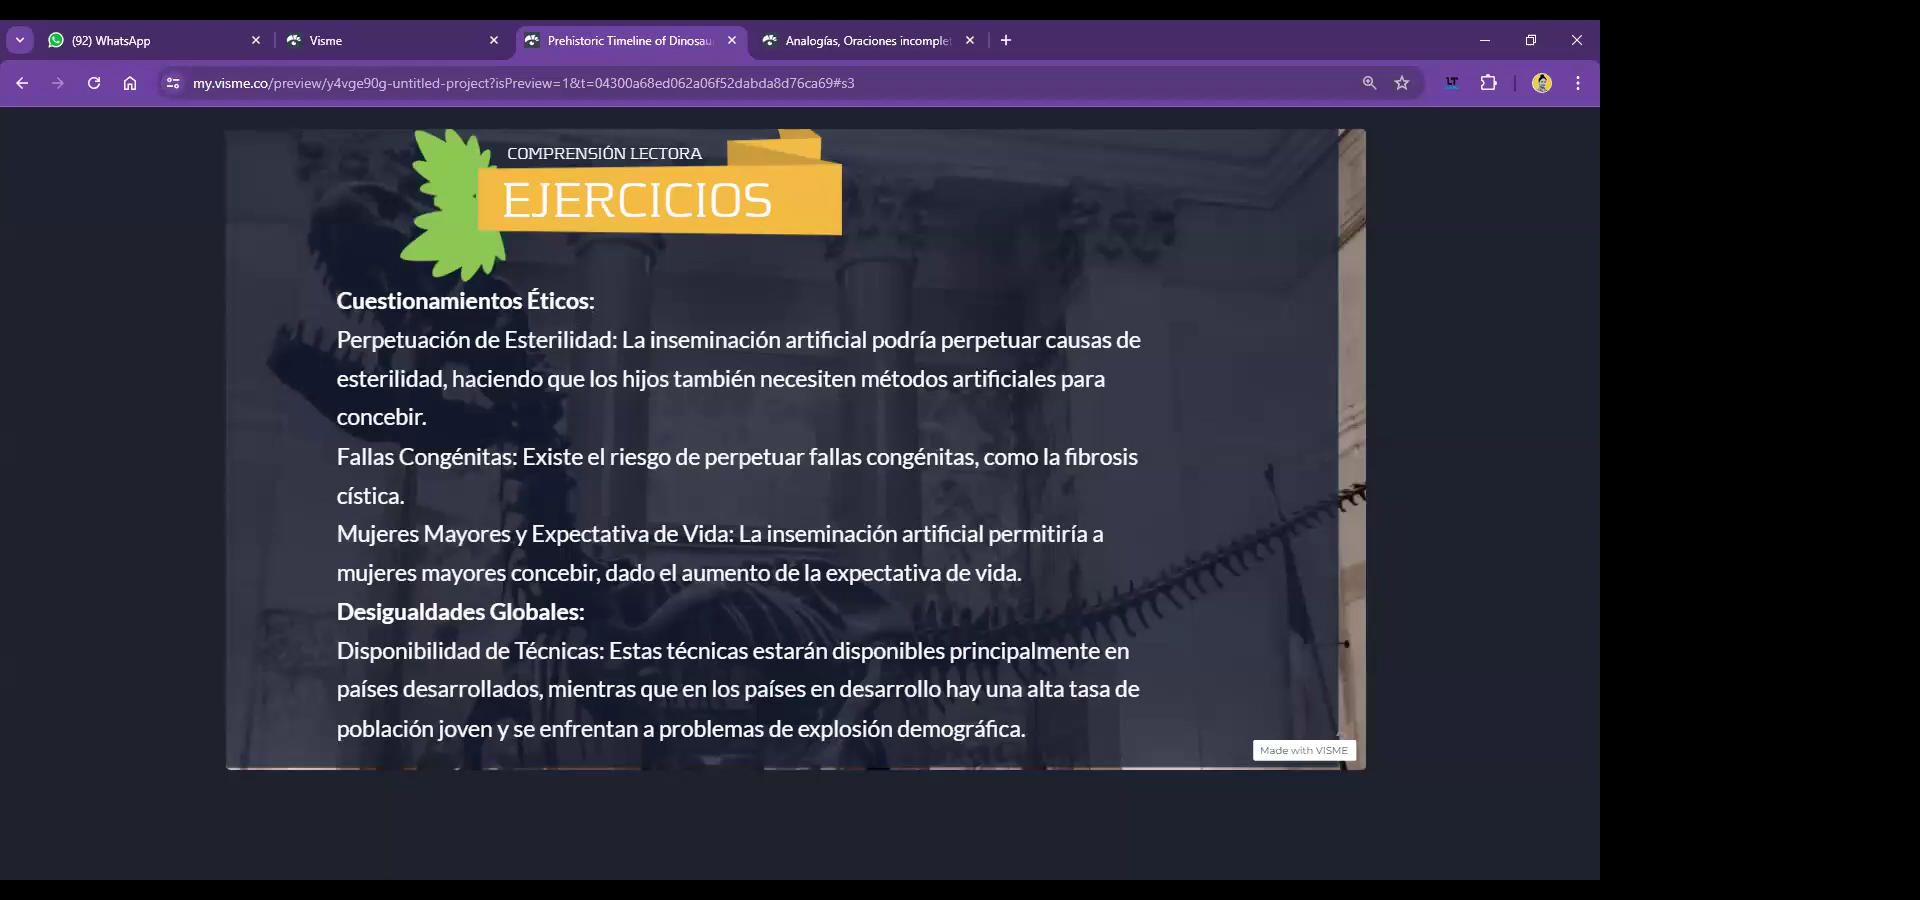 (92) WhatsApp
Visme
Prehistoric Timeline of Dinosau
Analogías, Oraciones incomplet
my.visme.co/preview/y4vge90g-untitled-project?isPreview=1&t=04300a68ed062a06f52dabda8d76ca69#s3
LT
COMPRENSIÓN LECTORA
EJERCICIOS
Cuestionamientos Éticos:
Perpetuación de Esterilidad: La inseminación artificial podría perpetuar causas de
esterilidad, haciendo que los hijos también necesiten métodos artificiales para
concebir.
Fallas Congénitas: Existe el riesgo de perpetuar fallas congénitas, como la fibrosis
cística.
Mujeres Mayores y Expectativa de Vida: La inseminación artificial permitiría a
mujeres mayores concebir, dado el aumento de la expectativa de vida.
Desigualdades Globales:
Disponibilidad de Técnicas: Estas técnicas estarán disponibles principalmente en
países desarrollados, mientras que en los países en desarrollo hay una alta tasa de
población joven y se enfrentan a problemas de explosión demográfica.
Made with VISME